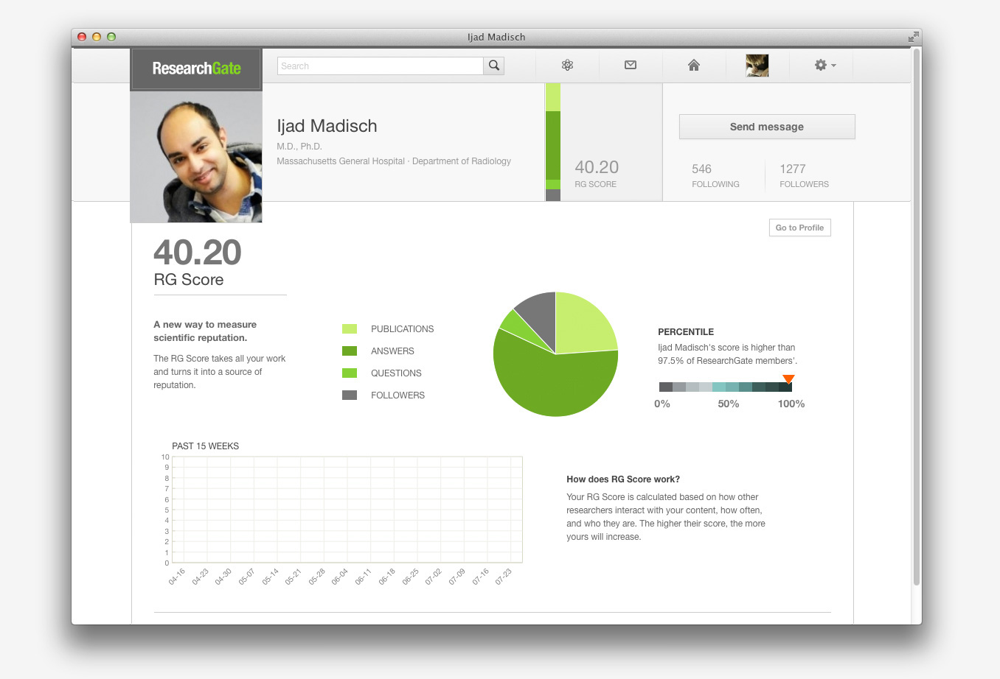 Ijad Madisch
ResearchGate
Search
Ijad Madisch
M.D., Ph.D.
Massachusetts General Hospital · Department of Radiology
40.20
RG SCORE
Send message
546
FOLLOWING
1277
FOLLOWERS
Go to Profile
40.20
RG Score
A new way to measure
scientific reputation.
The RG Score takes all your work
and turns it into a source of
reputation.
PUBLICATIONS
ANSWERS
QUESTIONS
FOLLOWERS
PERCENTILE
Ijad Madisch's score is higher than
97.5% of ResearchGate members'.
0% 50% 100%
PAST 15 WEEKS
10
9
8
7
6
5
4
3
2
1
0
04-16 04-23 04-30 05-07 05-14 05-21 05-28 06-04 06-11 06-18 06-25 07-02 07-09 07-16 07-23
How does RG Score work?
Your RG Score is calculated based on how other
researchers interact with your content, how often,
and who they are. The higher their score, the more
yours will increase.